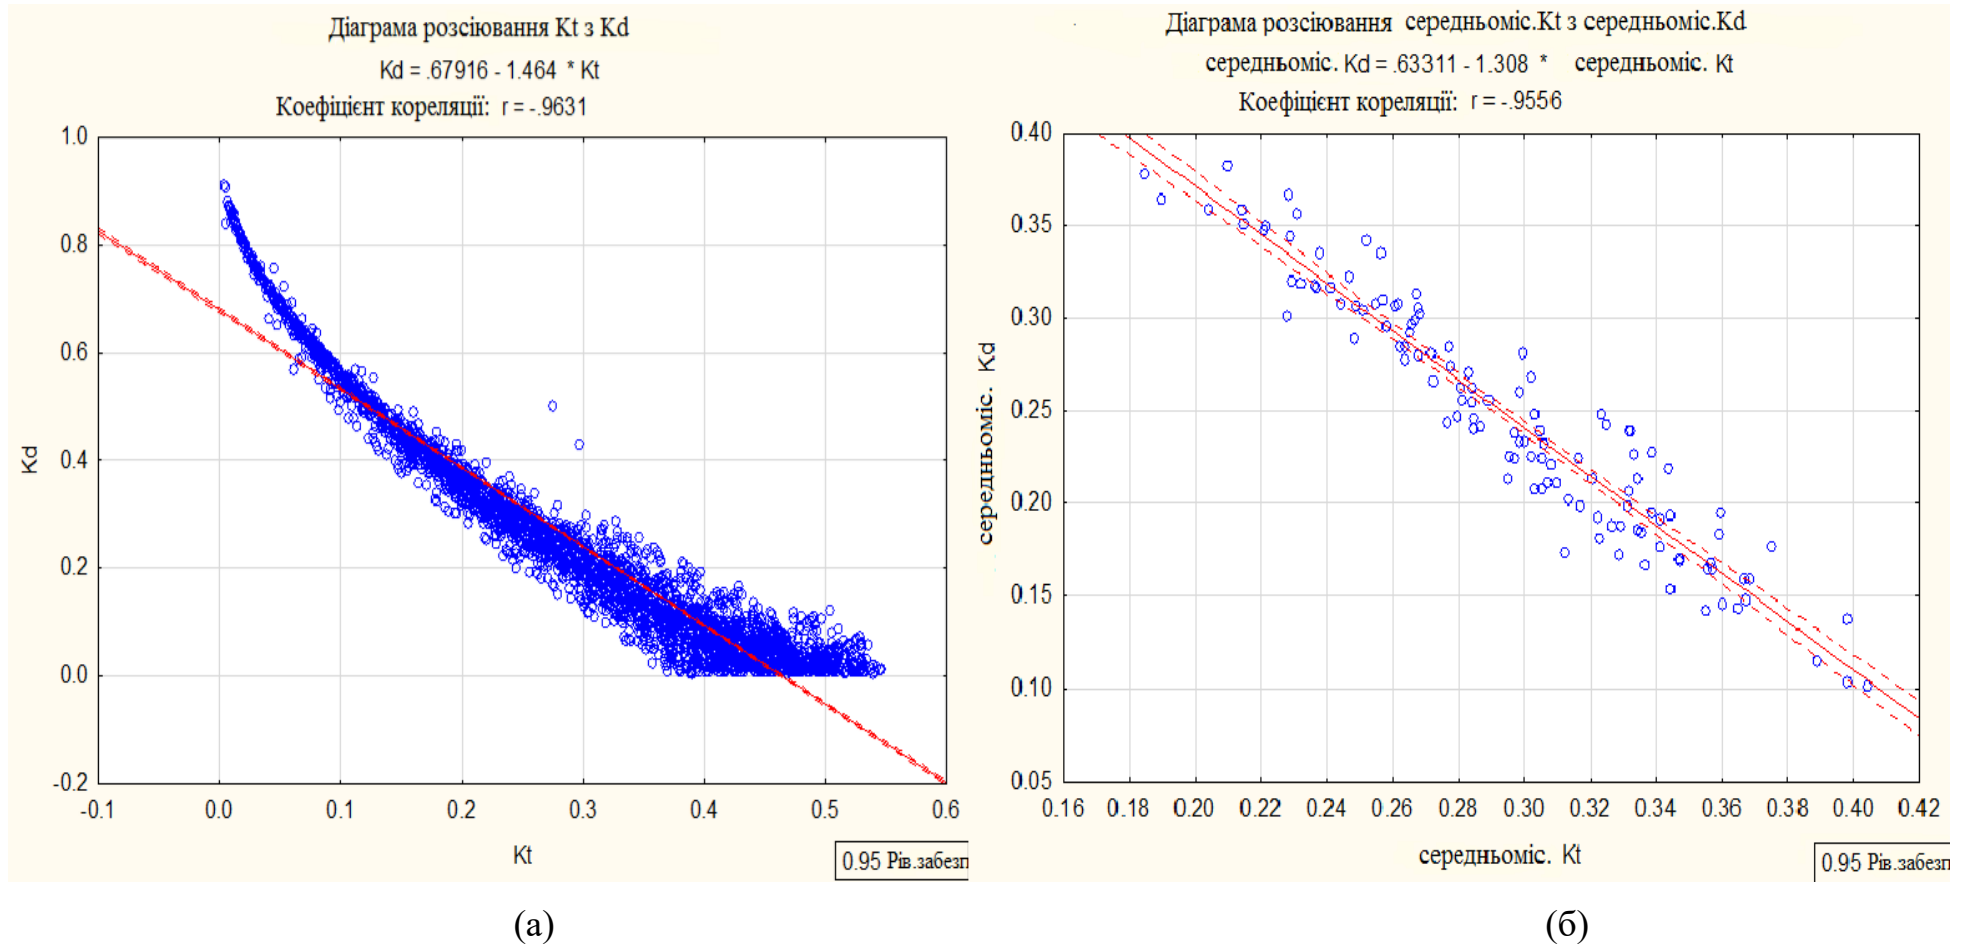 Діаграма розсіювання Kt з Kd
Kd = .67916 - 1.464 * Kt
Коефіцієнт кореляції: r = -.9631
1.0
0.8
0.6
0.4
0.2
0.0
-0.2
Kd
-0.1 0.0 0.1 0.2 0.3 0.4 0.5 0.6
Kt
0.95 Рів.забезп
(а)
Діаграма розсіювання середньоміс.Kt з середньоміс.Kd
середньоміс. Kd = .63311 - 1.308 * середньоміс. Kt
Коефіцієнт кореляції: r = -.9556
0.40
0.35
0.30
0.25
0.20
0.15
0.10
0.05
середньоміс.. Kd
0.16 0.18 0.20 0.22 0.24 0.26 0.28 0.30 0.32 0.34 0.36 0.38 0.40 0.42
середньоміс. Kt
0.95 Рів.забезп
(б)